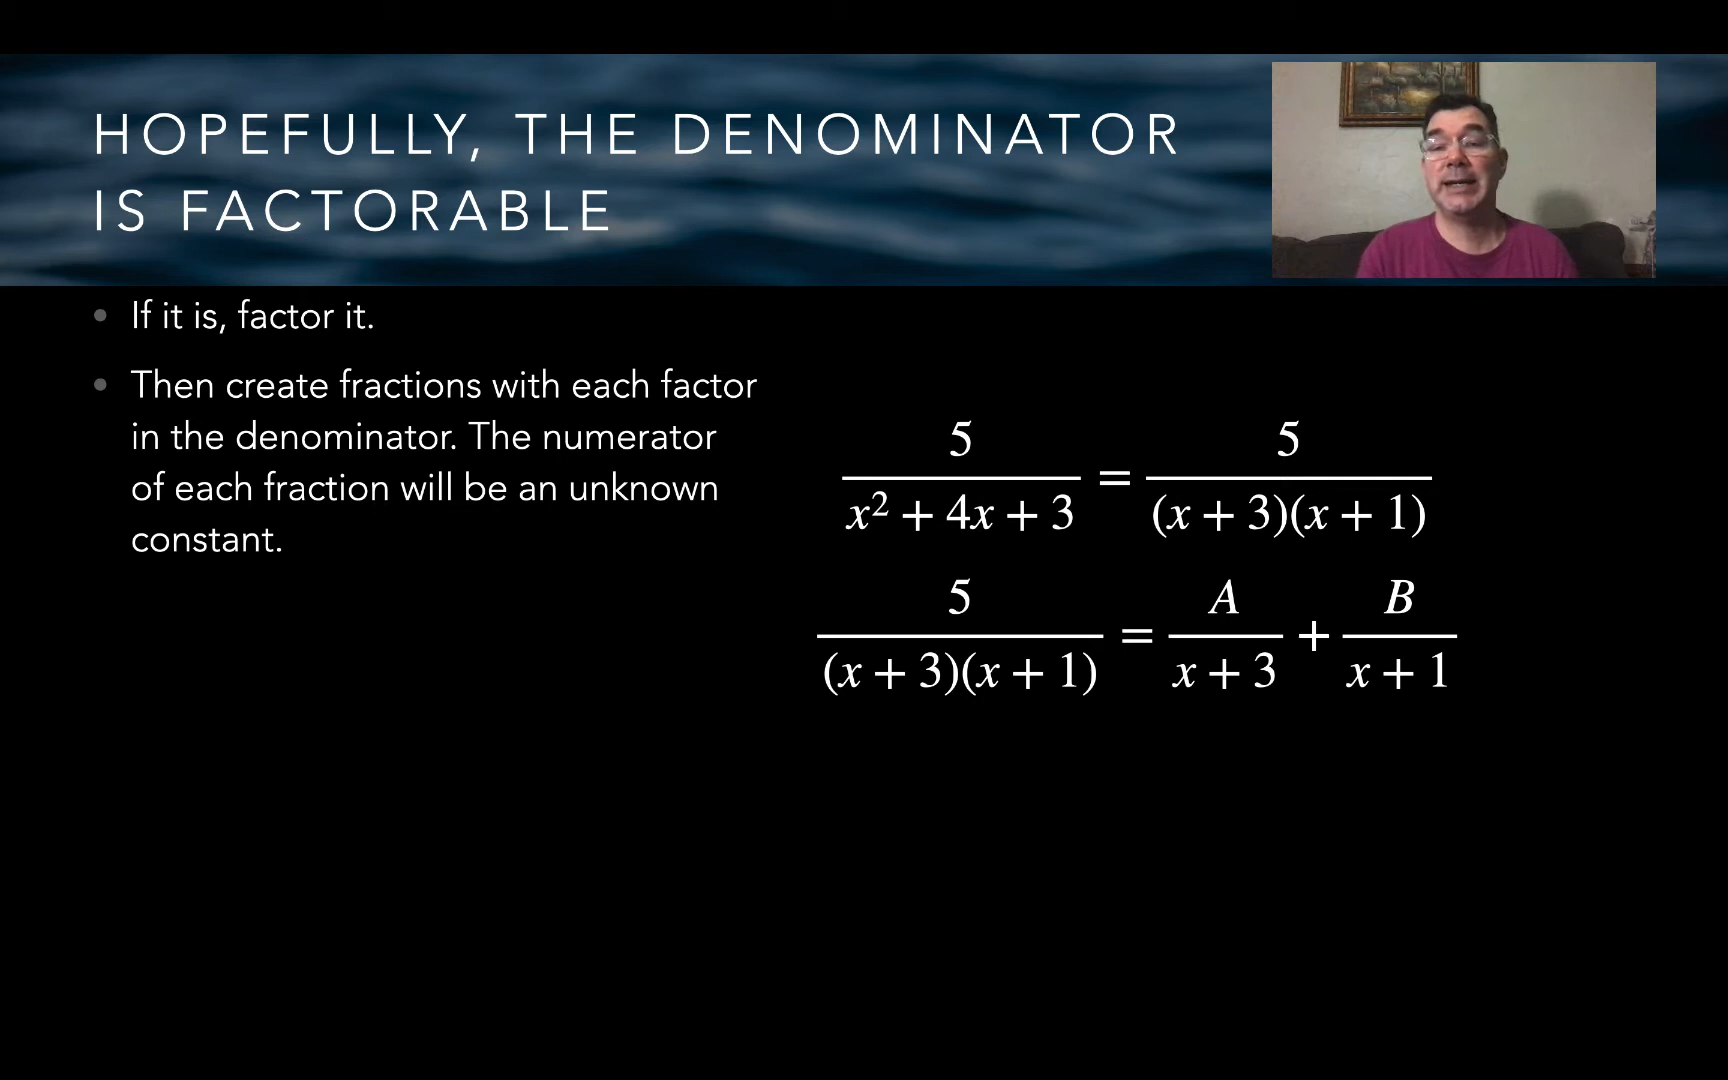 HOPEFULLY, THE DENOMINATOR
IS FACTORABLE
• If it is, factor it.
• Then create fractions with each factor
in the denominator. The numerator
of each fraction will be an unknown
constant.
5/(x² + 4x + 3) = 5/((x + 3)(x + 1))
5/((x + 3)(x + 1)) = A/(x + 3) + B/(x + 1)